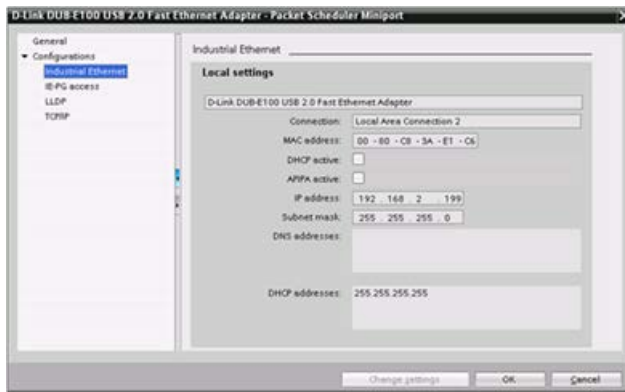 D-Link DUB-E100 USB 2.0 Fast Ethernet Adapter - Packet Scheduler Miniport
General
Configurations
Industrial Ethernet
IE-PG access
LLDP
TCP/IP
Industrial Ethernet
Local settings
D-Link DUB-E100 USB 2.0 Fast Ethernet Adapter
Connection: Local Area Connection 2
MAC address: 00 - 80 - C8 - 3A - E1 - C6
DHCP active:
APIPA active:
IP address: 192 . 168 . 2 . 199
Subnet mask: 255 . 255 . 255 . 0
DNS addresses:
DHCP addresses: 255.255.255.255
Change settings OK Cancel